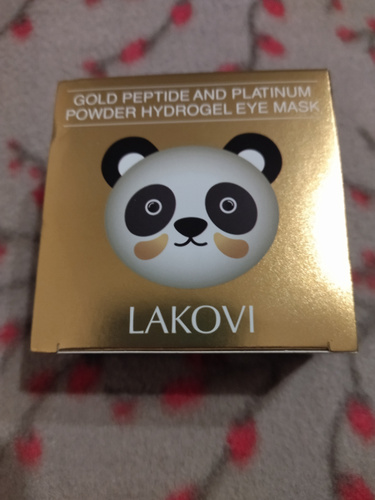 GOLD PEPTIDE AND PLATINUM
POWDER HYDROGEL EYE MASK
LAKOVI